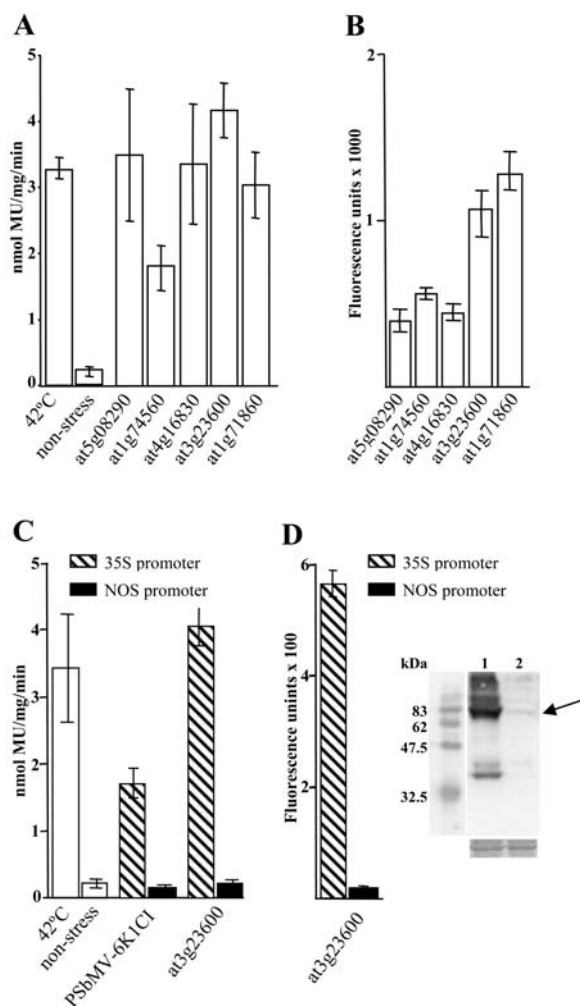 A
nmol MU/mg/min
5
4
3
2
1
0
42°C
non-stress
at5g08290
at1g74560
at4g16830
at3g23600
at1g71860
B
Fluorescence units x 1000
2
1
at5g08290
at1g74560
at4g16830
at3g23600
at1g71860
C
35S promoter
NOS promoter
nmol MU/mg/min
5
4
3
2
1
0
42°C
non-stress
PSbMV-6K1CI
at3g23600
D
35S promoter
NOS promoter
Fluorescence unints x 100
6
4
2
at3g23600
kDa 1 2
83
62
47.5
32.5